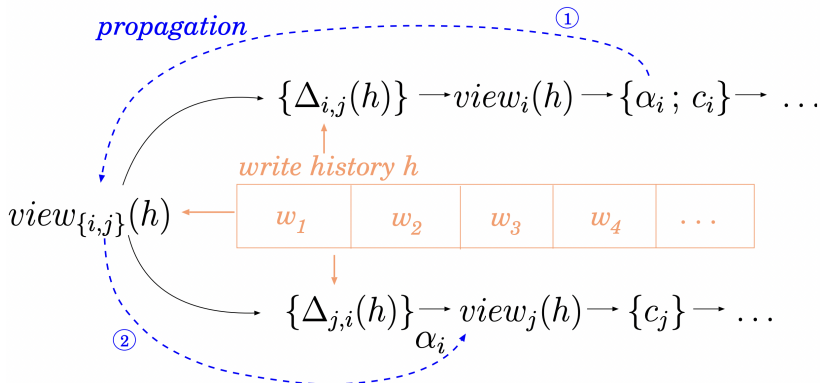 propagation ①
{Δ_{i,j}(h)} → view_i(h) → {α_i ; c_i} → ...
write history h
view_{{i,j}}(h) ← w_1 w_2 w_3 w_4 ...
{Δ_{j,i}(h)} → view_j(h) → {c_j} → ...
② α_i